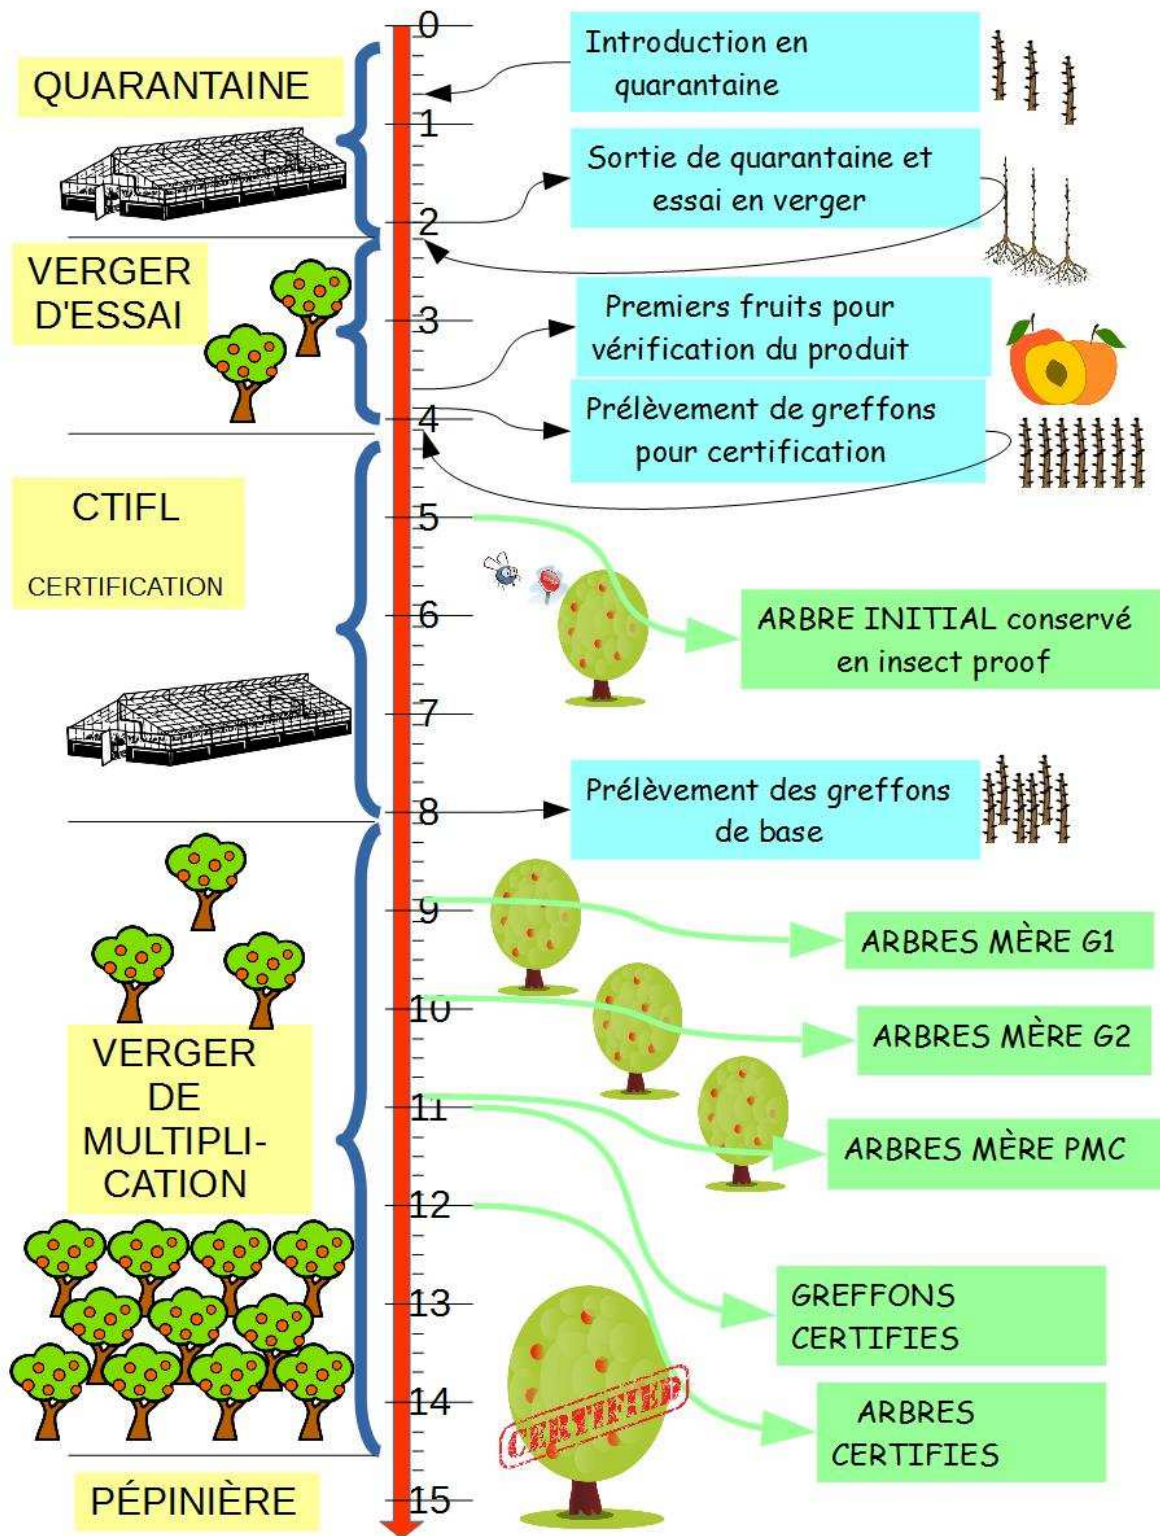 0
Introduction en
quarantaine
QUARANTAINE
1
Sortie de quarantaine et
essai en verger
2
VERGER
D'ESSAI
Premiers fruits pour
vérification du produit
3
Prélèvement de greffons
pour certification
4
CTIFL
CERTIFICATION
5
6
ARBRE INITIAL conservé
en insect proof
7
Prélèvement des greffons
de base
8
9
ARBRES MÈRE G1
10
ARBRES MÈRE G2
VERGER
DE
MULTIPLI-
CATION
11
ARBRES MÈRE PMC
12
13
GREFFONS
CERTIFIES
14
CERTIFIED
ARBRES
CERTIFIES
PÉPINIÈRE
15